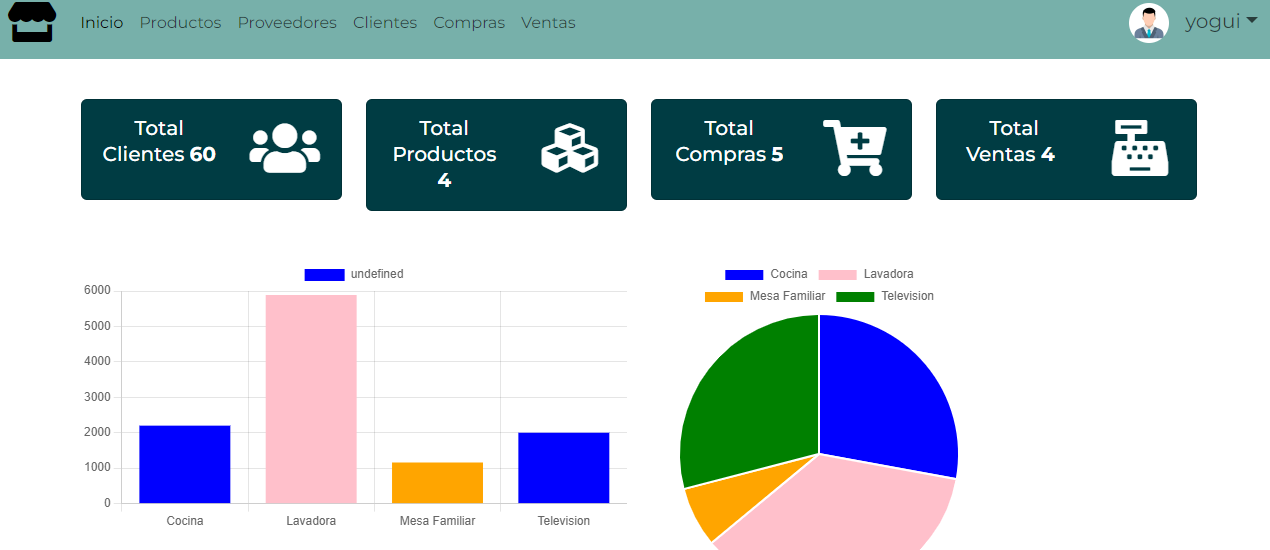 Inicio Productos Proveedores Clientes Compras Ventas yogui
Total
Clientes 60
Total
Productos
4
Total
Compras 5
Total
Ventas 4
undefined
6000
5000
4000
3000
2000
1000
0
Cocina Lavadora Mesa Familiar Television
Cocina Lavadora
Mesa Familiar Television